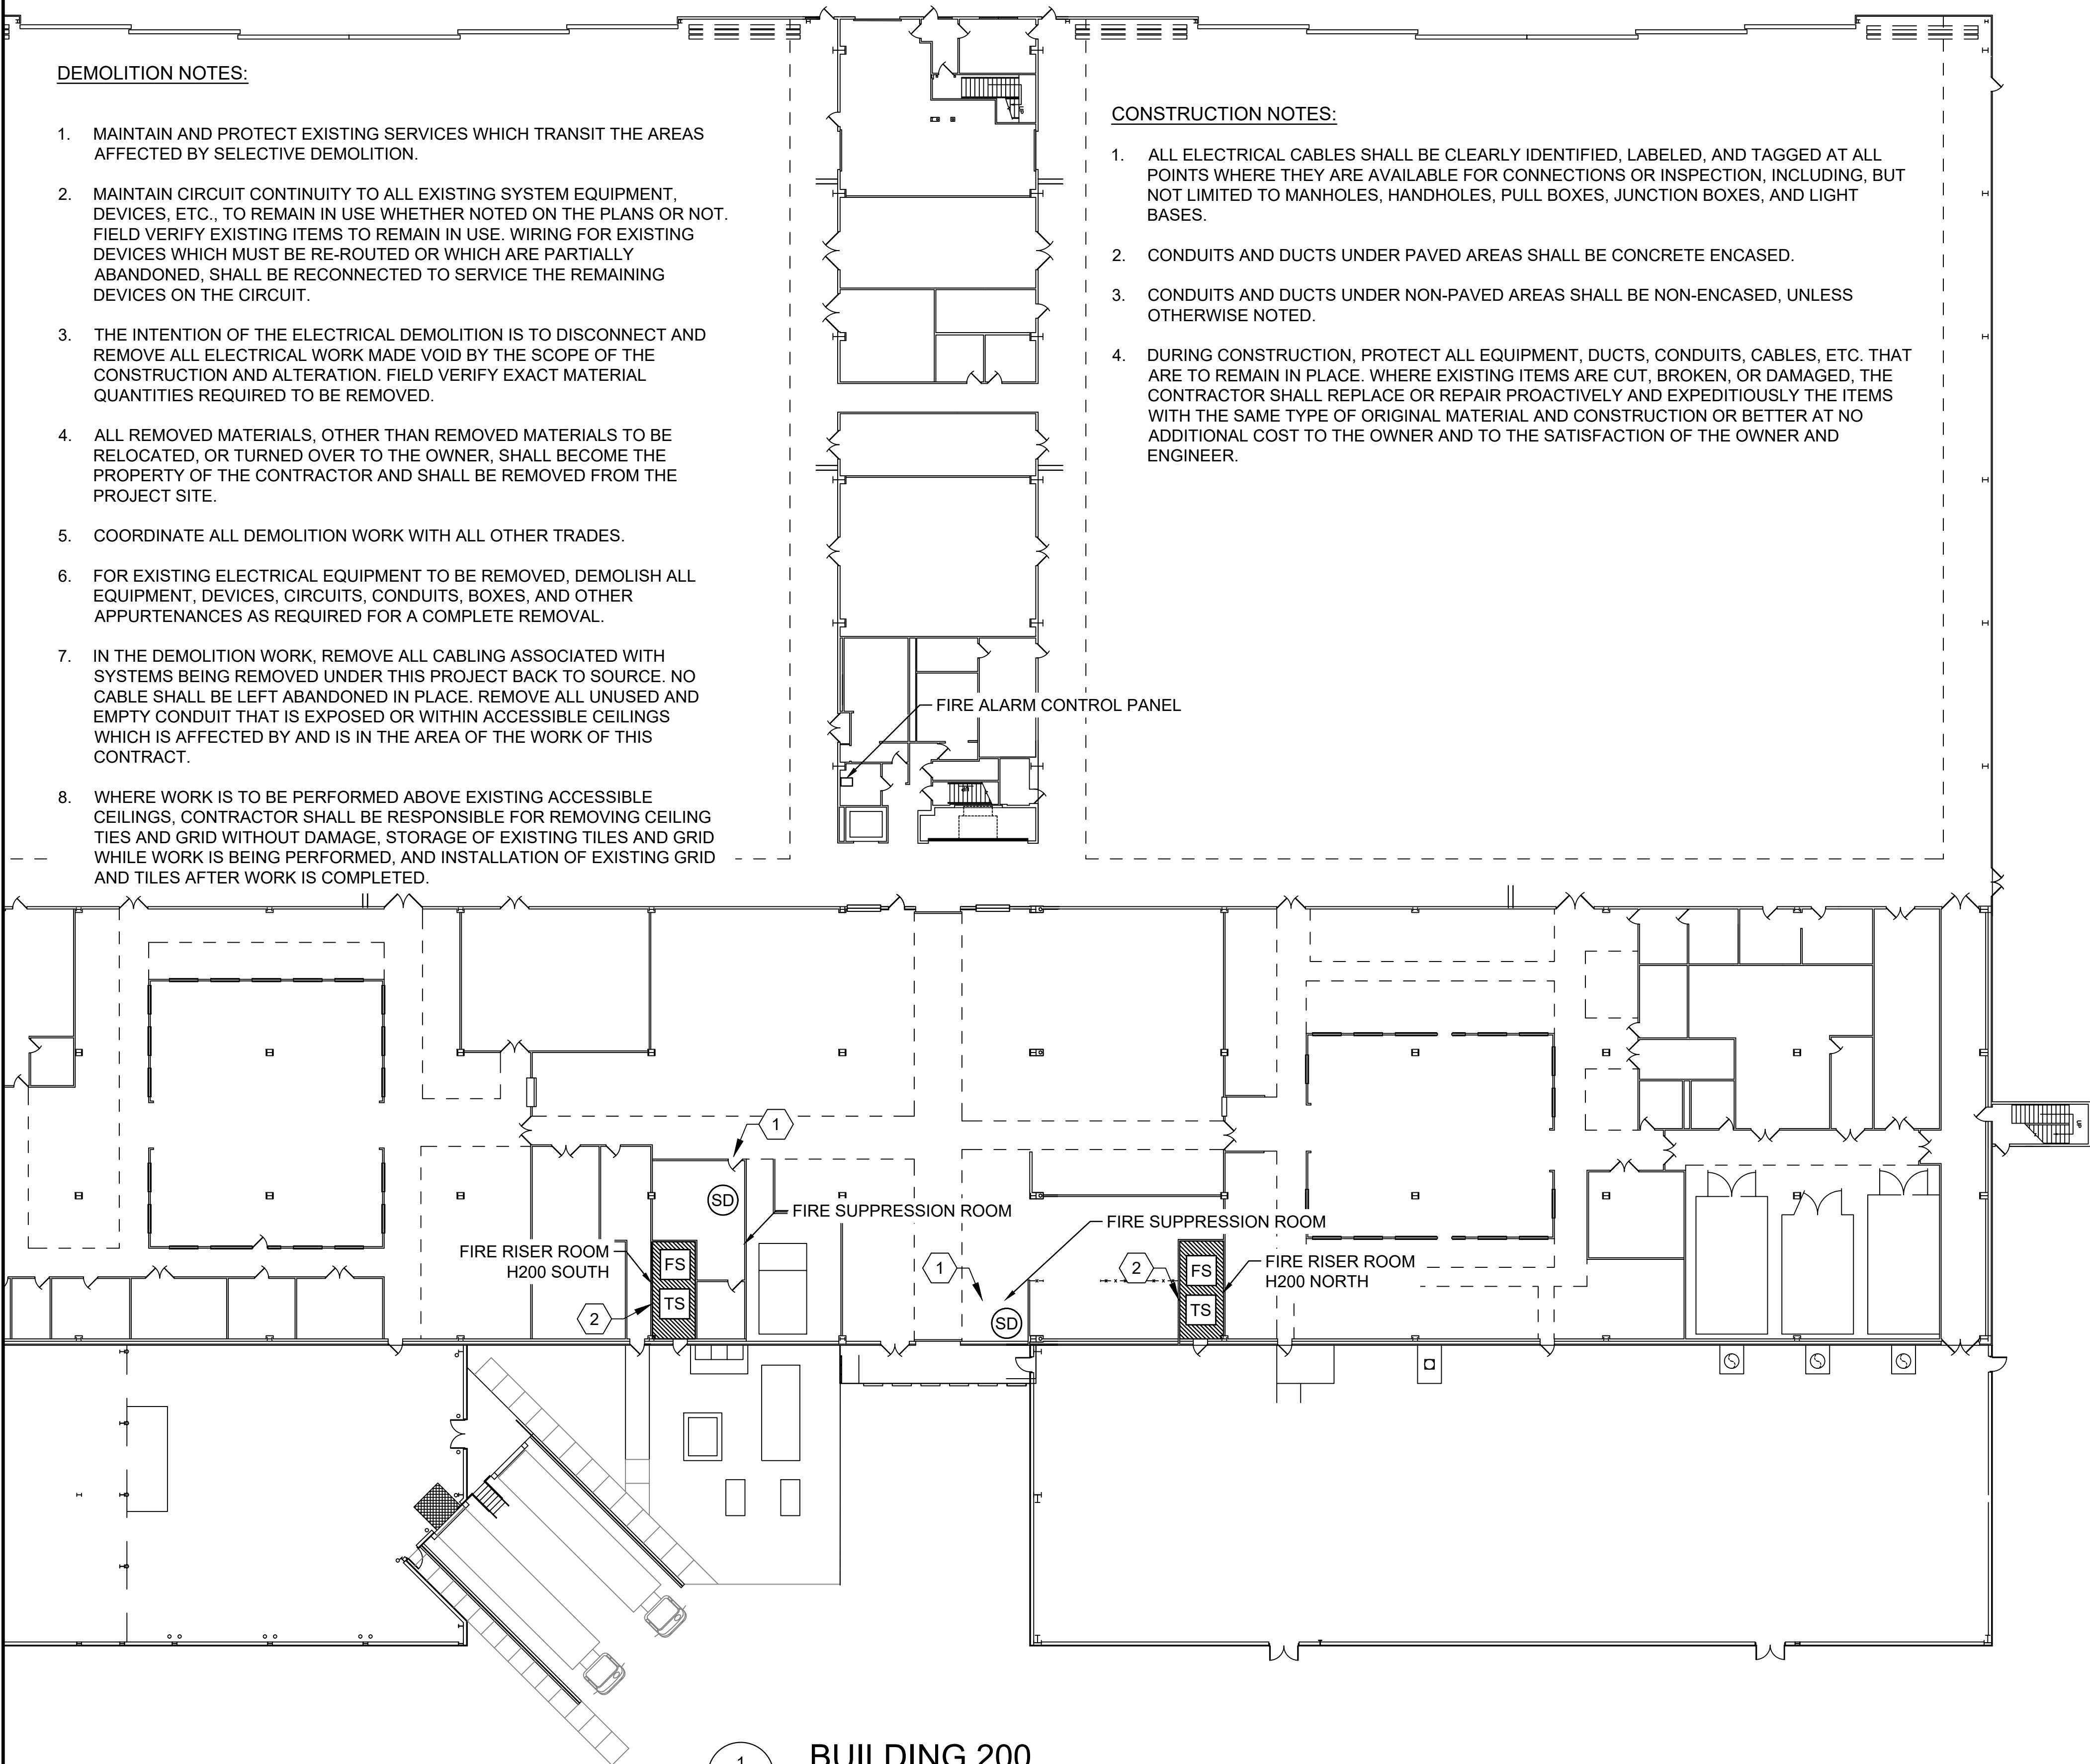 DEMOLITION NOTES:
1. MAINTAIN AND PROTECT EXISTING SERVICES WHICH TRANSIT THE AREAS
AFFECTED BY SELECTIVE DEMOLITION.
2. MAINTAIN CIRCUIT CONTINUITY TO ALL EXISTING SYSTEM EQUIPMENT,
DEVICES, ETC., TO REMAIN IN USE WHETHER NOTED ON THE PLANS OR NOT.
FIELD VERIFY EXISTING ITEMS TO REMAIN IN USE. WIRING FOR EXISTING
DEVICES WHICH MUST BE RE-ROUTED OR WHICH ARE PARTIALLY
ABANDONED, SHALL BE RECONNECTED TO SERVICE THE REMAINING
DEVICES ON THE CIRCUIT.
3. THE INTENTION OF THE ELECTRICAL DEMOLITION IS TO DISCONNECT AND
REMOVE ALL ELECTRICAL WORK MADE VOID BY THE SCOPE OF THE
CONSTRUCTION AND ALTERATION. FIELD VERIFY EXACT MATERIAL
QUANTITIES REQUIRED TO BE REMOVED.
4. ALL REMOVED MATERIALS, OTHER THAN REMOVED MATERIALS TO BE
RELOCATED, OR TURNED OVER TO THE OWNER, SHALL BECOME THE
PROPERTY OF THE CONTRACTOR AND SHALL BE REMOVED FROM THE
PROJECT SITE.
5. COORDINATE ALL DEMOLITION WORK WITH ALL OTHER TRADES.
6. FOR EXISTING ELECTRICAL EQUIPMENT TO BE REMOVED, DEMOLISH ALL
EQUIPMENT, DEVICES, CIRCUITS, CONDUITS, BOXES, AND OTHER
APPURTENANCES AS REQUIRED FOR A COMPLETE REMOVAL.
7. IN THE DEMOLITION WORK, REMOVE ALL CABLING ASSOCIATED WITH
SYSTEMS BEING REMOVED UNDER THIS PROJECT BACK TO SOURCE. NO
CABLE SHALL BE LEFT ABANDONED IN PLACE. REMOVE ALL UNUSED AND
EMPTY CONDUIT THAT IS EXPOSED OR WITHIN ACCESSIBLE CEILINGS
WHICH IS AFFECTED BY AND IS IN THE AREA OF THE WORK OF THIS
CONTRACT.
8. WHERE WORK IS TO BE PERFORMED ABOVE EXISTING ACCESSIBLE
CEILINGS, CONTRACTOR SHALL BE RESPONSIBLE FOR REMOVING CEILING
TIES AND GRID WITHOUT DAMAGE, STORAGE OF EXISTING TILES AND GRID
WHILE WORK IS BEING PERFORMED, AND INSTALLATION OF EXISTING GRID
AND TILES AFTER WORK IS COMPLETED.
CONSTRUCTION NOTES:
1. ALL ELECTRICAL CABLES SHALL BE CLEARLY IDENTIFIED, LABELED, AND TAGGED AT ALL
POINTS WHERE THEY ARE AVAILABLE FOR CONNECTIONS OR INSPECTION, INCLUDING, BUT
NOT LIMITED TO MANHOLES, HANDHOLES, PULL BOXES, JUNCTION BOXES, AND LIGHT
BASES.
2. CONDUITS AND DUCTS UNDER PAVED AREAS SHALL BE CONCRETE ENCASED.
3. CONDUITS AND DUCTS UNDER NON-PAVED AREAS SHALL BE NON-ENCASED, UNLESS
OTHERWISE NOTED.
4. DURING CONSTRUCTION, PROTECT ALL EQUIPMENT, DUCTS, CONDUITS, CABLES, ETC. THAT
ARE TO REMAIN IN PLACE. WHERE EXISTING ITEMS ARE CUT, BROKEN, OR DAMAGED, THE
CONTRACTOR SHALL REPLACE OR REPAIR PROACTIVELY AND EXPEDITIOUSLY THE ITEMS
WITH THE SAME TYPE OF ORIGINAL MATERIAL AND CONSTRUCTION OR BETTER AT NO
ADDITIONAL COST TO THE OWNER AND TO THE SATISFACTION OF THE OWNER AND
ENGINEER.
FIRE ALARM CONTROL PANEL
1
SD
FIRE SUPPRESSION ROOM
FIRE RISER ROOM
H200 SOUTH
FS
TS
2
FIRE SUPPRESSION ROOM
1
SD
2
FS
TS
FIRE RISER ROOM
H200 NORTH
1
BUILDING 200